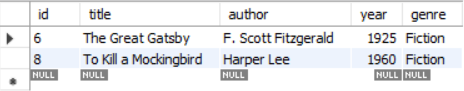 id title author year genre
6 The Great Gatsby F. Scott Fitzgerald 1925 Fiction
8 To Kill a Mockingbird Harper Lee 1960 Fiction
NULL NULL NULL NULL NULL